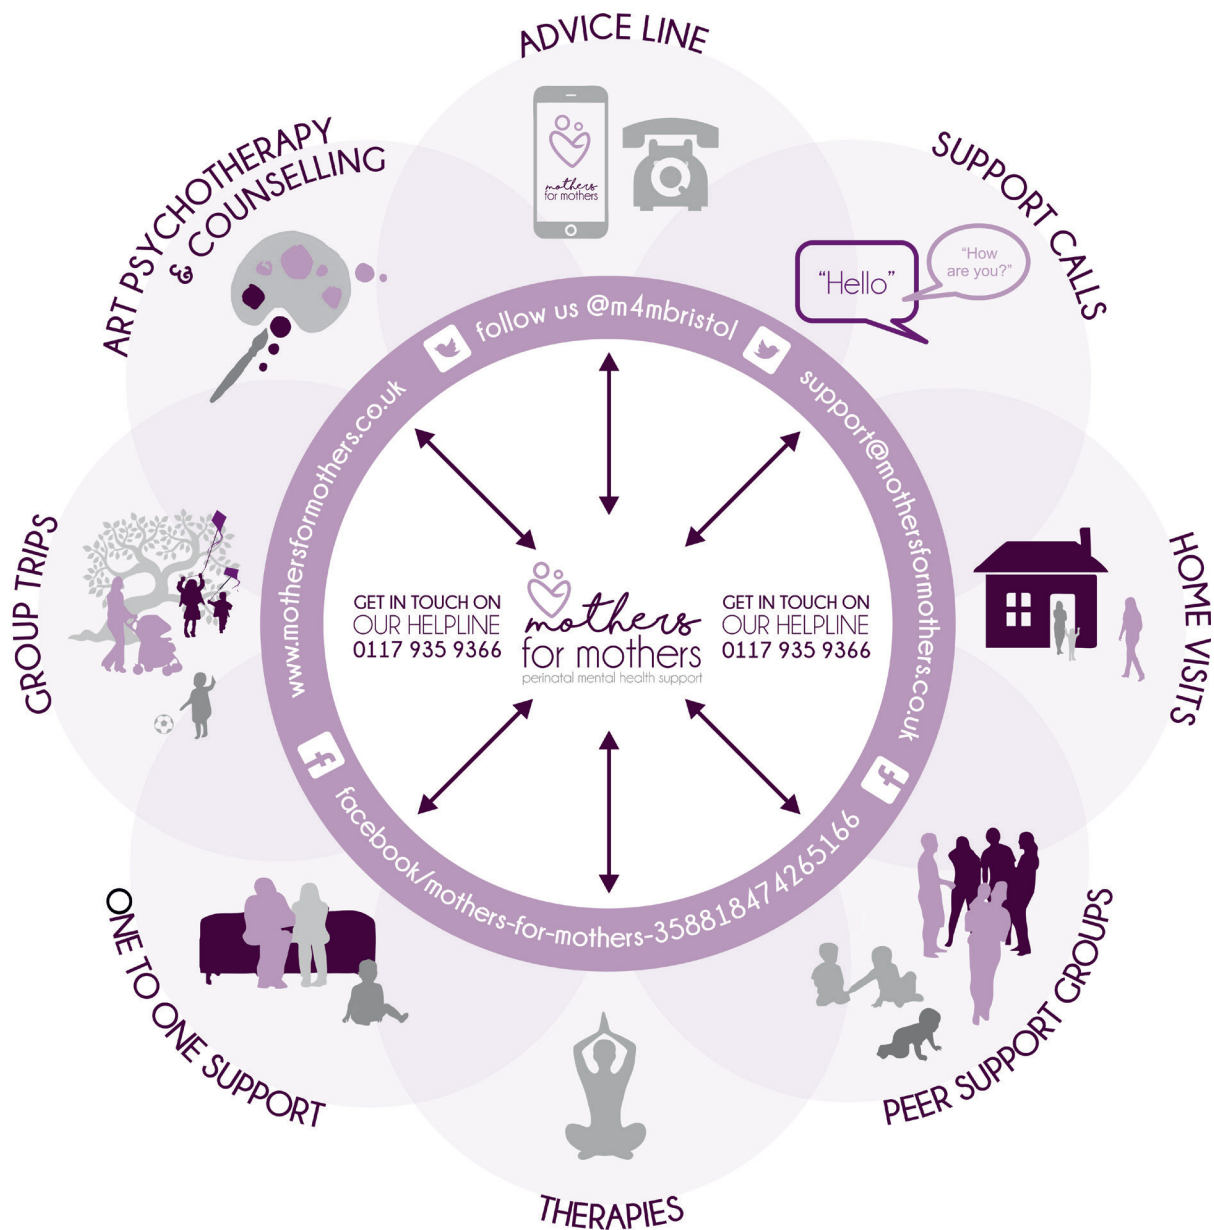 ADVICE LINE
mothers
for mothers
SUPPORT CALLS
"Hello"
"How
are you?"
HOME VISITS
PEER SUPPORT GROUPS
THERAPIES
ONE TO ONE SUPPORT
GROUP TRIPS
ART PSYCHOTHERAPY
& COUNSELLING
follow us @m4mbristol
support@mothersformothers.co.uk
facebook/mothers-for-mothers-358818474265166
www.mothersformothers.co.uk
GET IN TOUCH ON
OUR HELPLINE
0117 935 9366
mothers
for mothers
perinatal mental health support
GET IN TOUCH ON
OUR HELPLINE
0117 935 9366